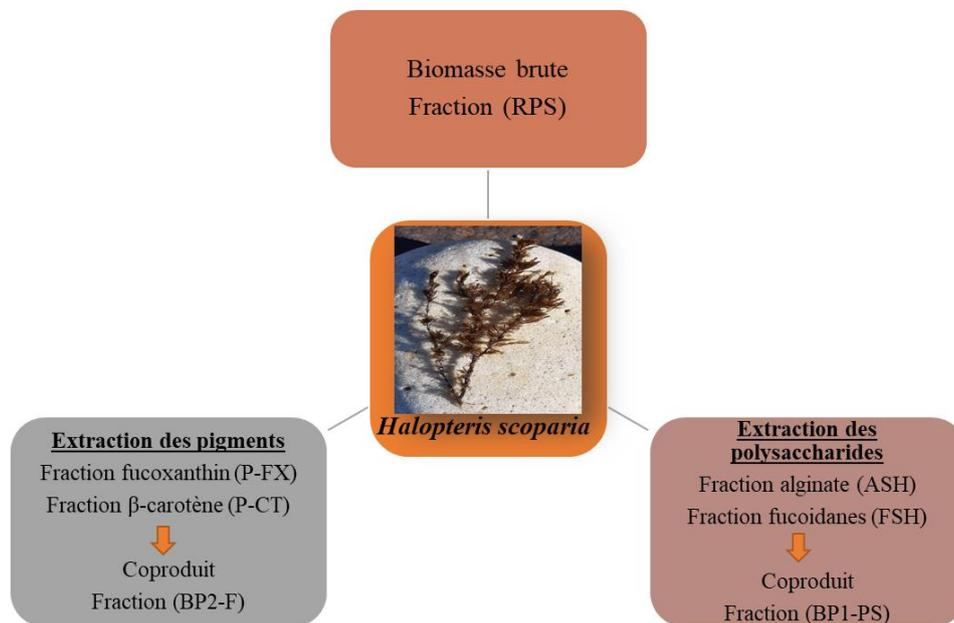 Biomasse brute
Fraction (RPS)
Halopteris scoparia
Extraction des pigments
Fraction fucoxanthin (P-FX)
Fraction β-carotène (P-CT)
Coproduit
Fraction (BP2-F)
Extraction des
polysaccharides
Fraction alginate (ASH)
Fraction fucoidanes (FSH)
Coproduit
Fraction (BP1-PS)